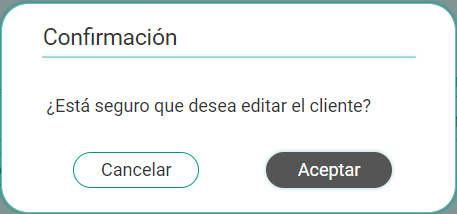 Confirmación
¿Está seguro que desea editar el cliente?
Cancelar
Aceptar